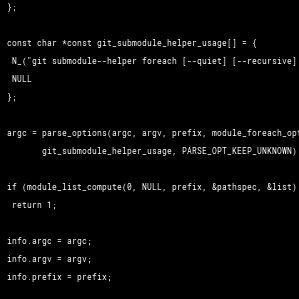 };
const char *const git_submodule_helper_usage[] = {
N_("git submodule--helper foreach [--quiet] [--recursive]
NULL
};
argc = parse_options(argc, argv, prefix, module_foreach_opt
git_submodule_helper_usage, PARSE_OPT_KEEP_UNKNOWN)
if (module_list_compute(0, NULL, prefix, &pathspec, &list)
return 1;
info.argc = argc;
info.argv = argv;
info.prefix = prefix;